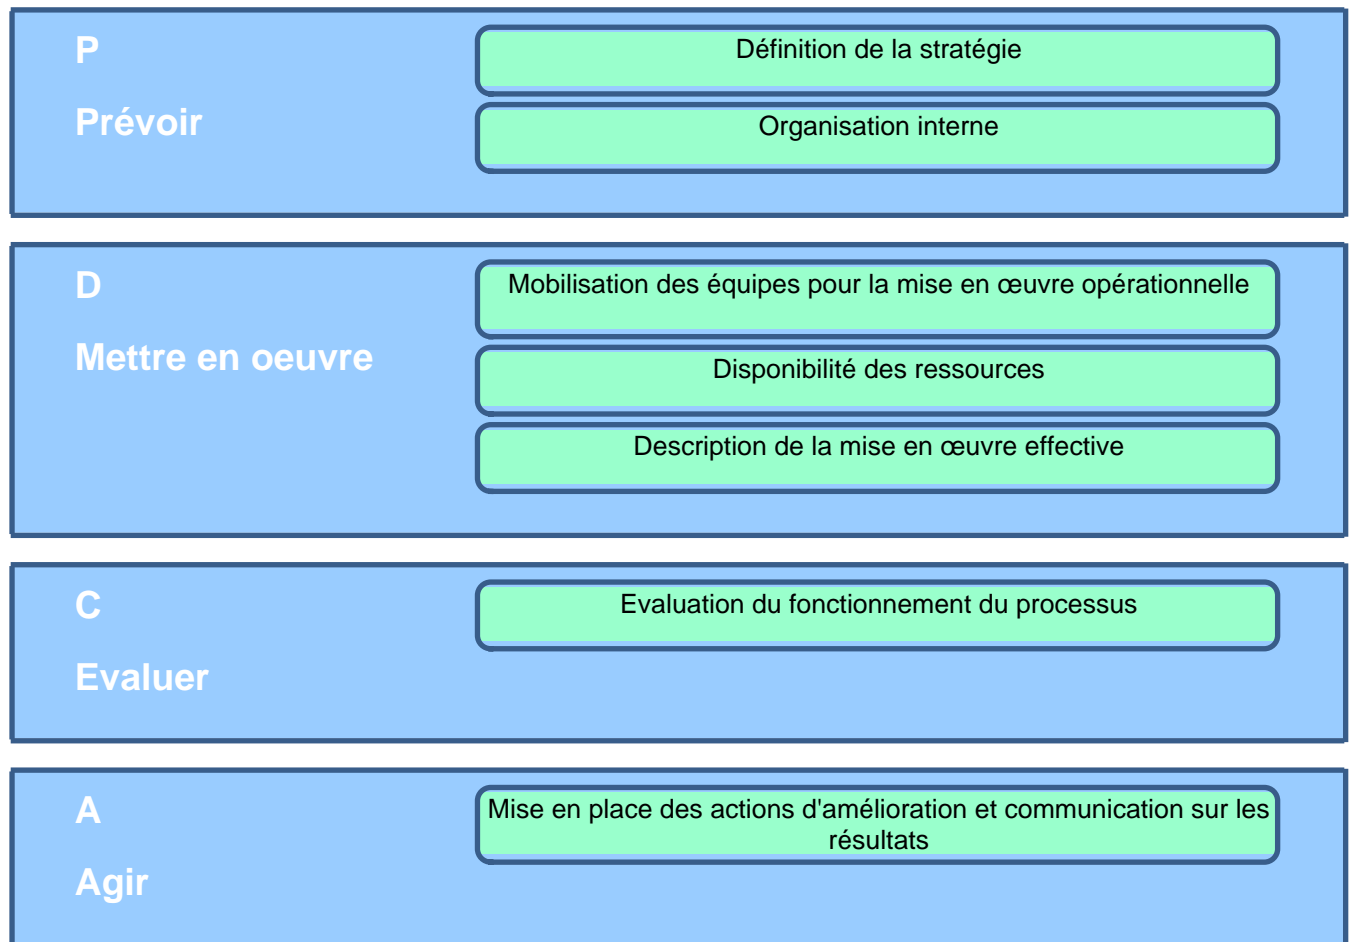 P
Prévoir
Définition de la stratégie
Organisation interne
D
Mettre en oeuvre
Mobilisation des équipes pour la mise en œuvre opérationnelle
Disponibilité des ressources
Description de la mise en œuvre effective
C
Evaluer
Evaluation du fonctionnement du processus
A
Agir
Mise en place des actions d'amélioration et communication sur les
résultats